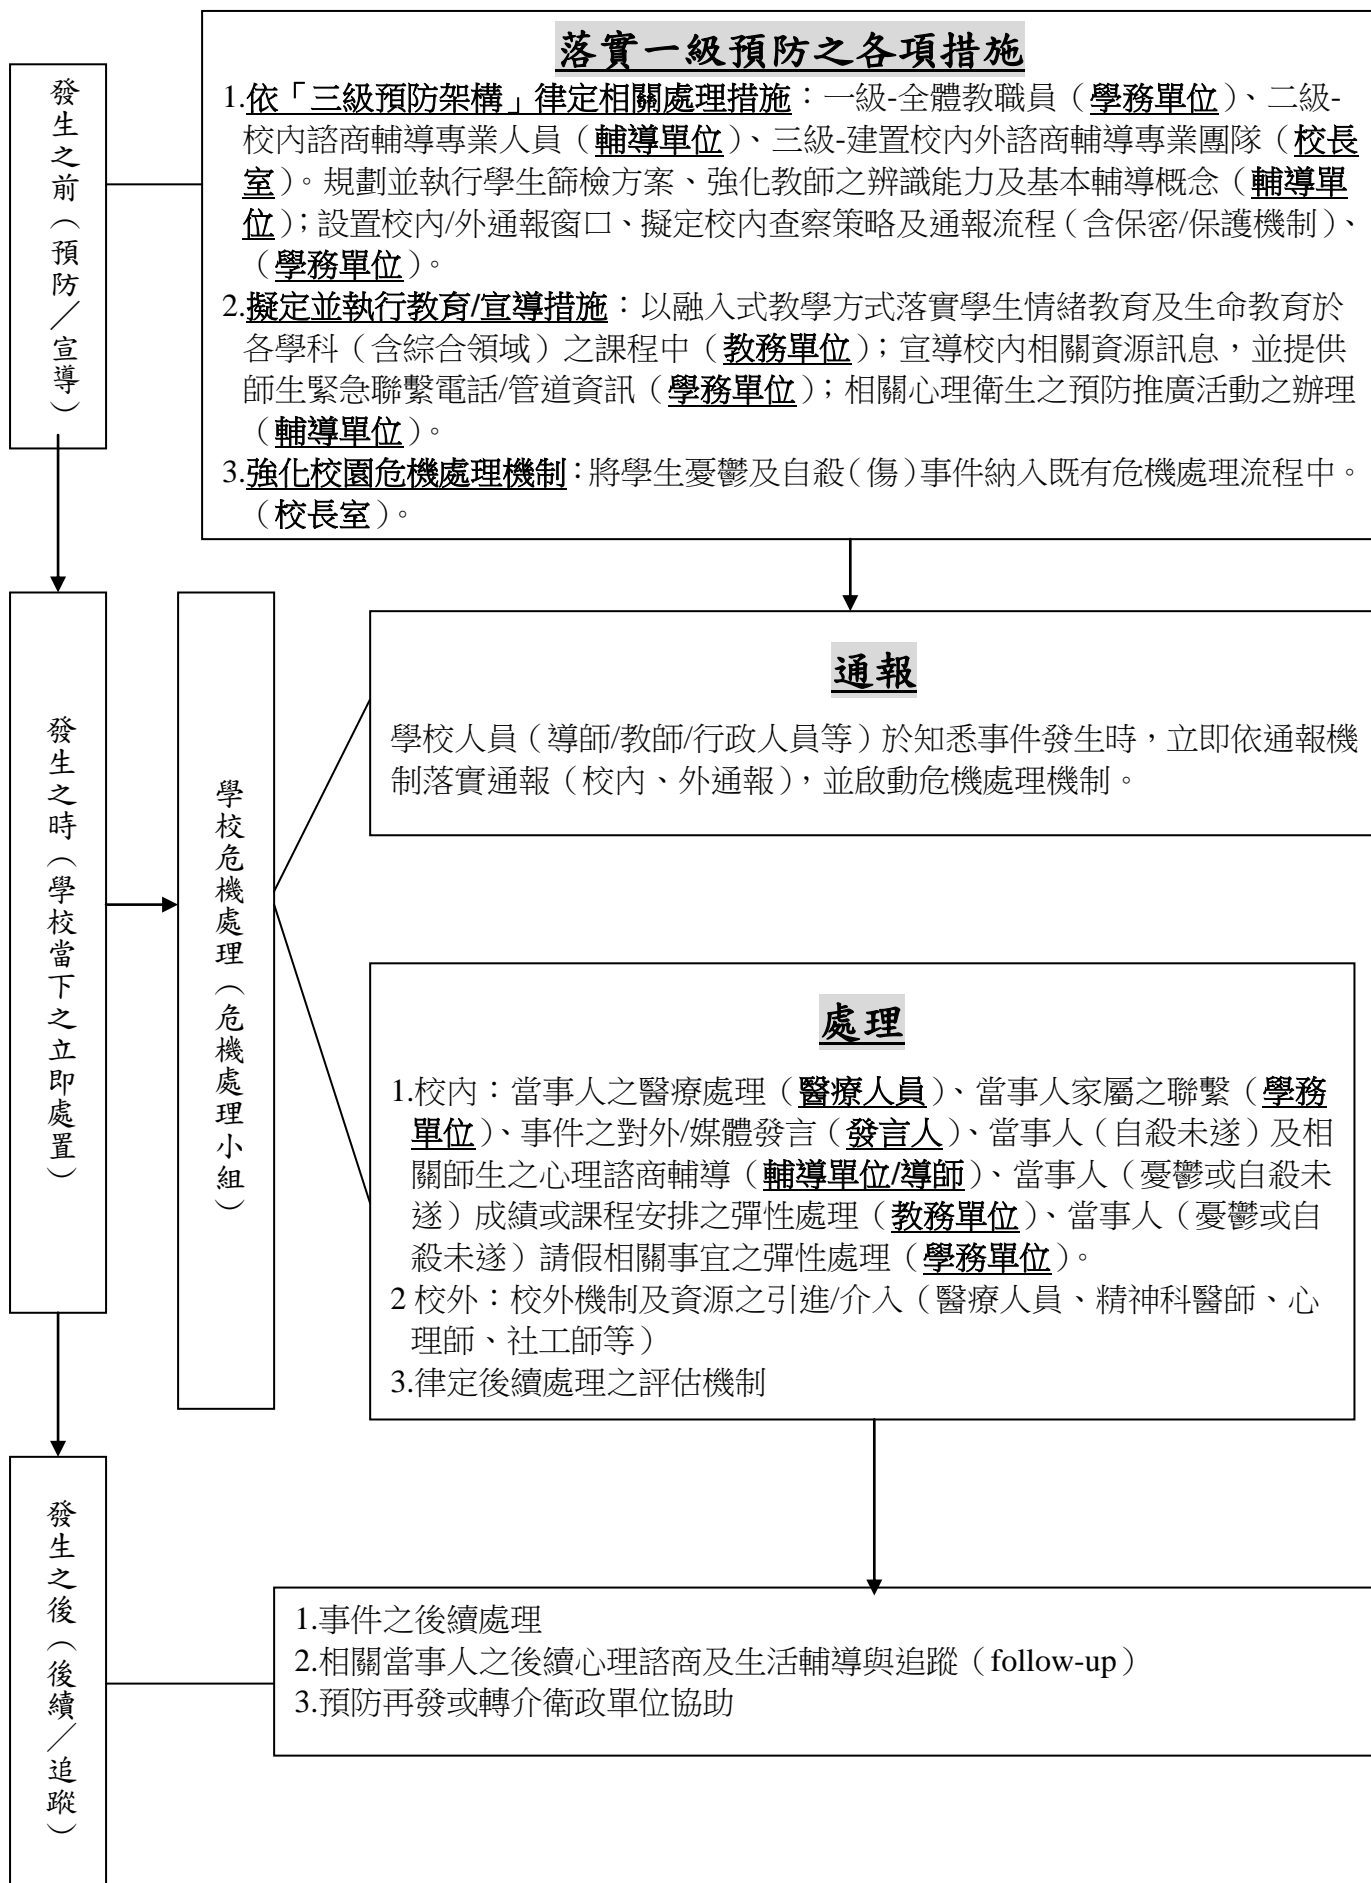 落實一級預防之各項措施
發生之前（預防／宣導）
1.依「三級預防架構」律定相關處理措施：一級-全體教職員（學務單位）、二級-
校內諮商輔導專業人員（輔導單位）、三級-建置校內外諮商輔導專業團隊（校長
室）。規劃並執行學生篩檢方案、強化教師之辨識能力及基本輔導概念（輔導單
位）；設置校內/外通報窗口、擬定校內查察策略及通報流程（含保密/保護機制）、
（學務單位）。
2.擬定並執行教育/宣導措施：以融入式教學方式落實學生情緒教育及生命教育於
各學科（含綜合領域）之課程中（教務單位）；宣導校內相關資源訊息，並提供
師生緊急聯繫電話/管道資訊（學務單位）；相關心理衛生之預防推廣活動之辦理
（輔導單位）。
3.強化校園危機處理機制：將學生憂鬱及自殺（傷）事件納入既有危機處理流程中。
（校長室）。
發生之時（學校當下之立即處置）
學校危機處理（危機處理小組）
通報
學校人員（導師/教師/行政人員等）於知悉事件發生時，立即依通報機
制落實通報（校內、外通報），並啟動危機處理機制。
處理
1.校內：當事人之醫療處理（醫療人員）、當事人家屬之聯繫（學務
單位）、事件之對外/媒體發言（發言人）、當事人（自殺未遂）及相
關師生之心理諮商輔導（輔導單位/導師）、當事人（憂鬱或自殺未
遂）成績或課程安排之彈性處理（教務單位）、當事人（憂鬱或自
殺未遂）請假相關事宜之彈性處理（學務單位）。
2 校外：校外機制及資源之引進/介入（醫療人員、精神科醫師、心
理師、社工師等）
3.律定後續處理之評估機制
發生之後（後續／追蹤）
1.事件之後續處理
2.相關當事人之後續心理諮商及生活輔導與追蹤（follow-up）
3.預防再發或轉介衛政單位協助